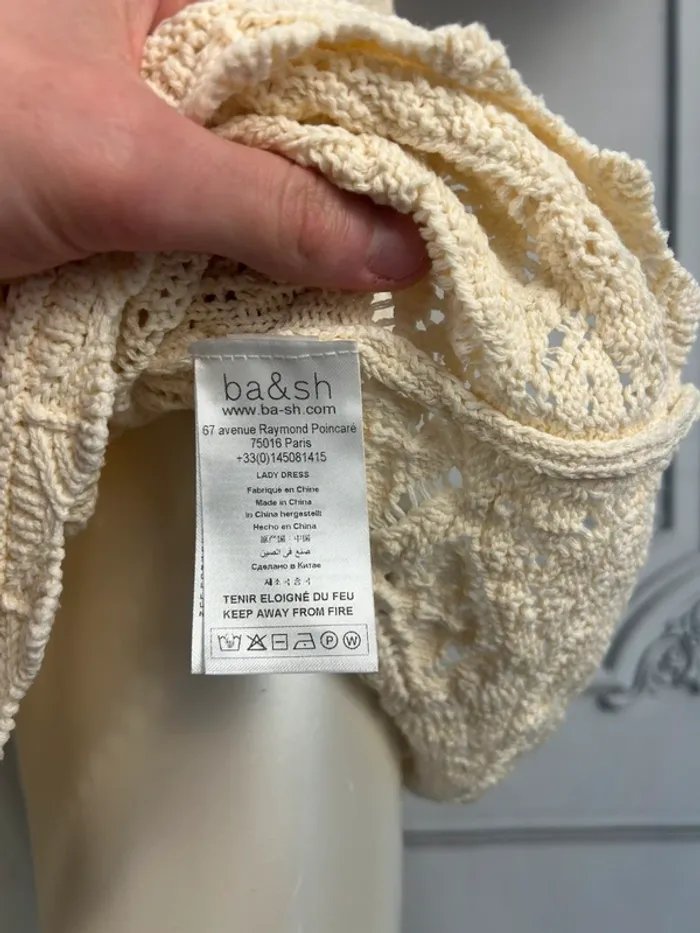 ba&sh
www.ba-sh.com
67 avenue Raymond Poincaré
75016 Paris
+33(0)145081415
LADY DRESS
Fabriqué en Chine
Made in China
In China hergestellt
Hecho en China
原产国：中国
صنع في الصين
Сделано в Китае
TENIR ELOIGNÉ DU FEU
KEEP AWAY FROM FIRE
P W